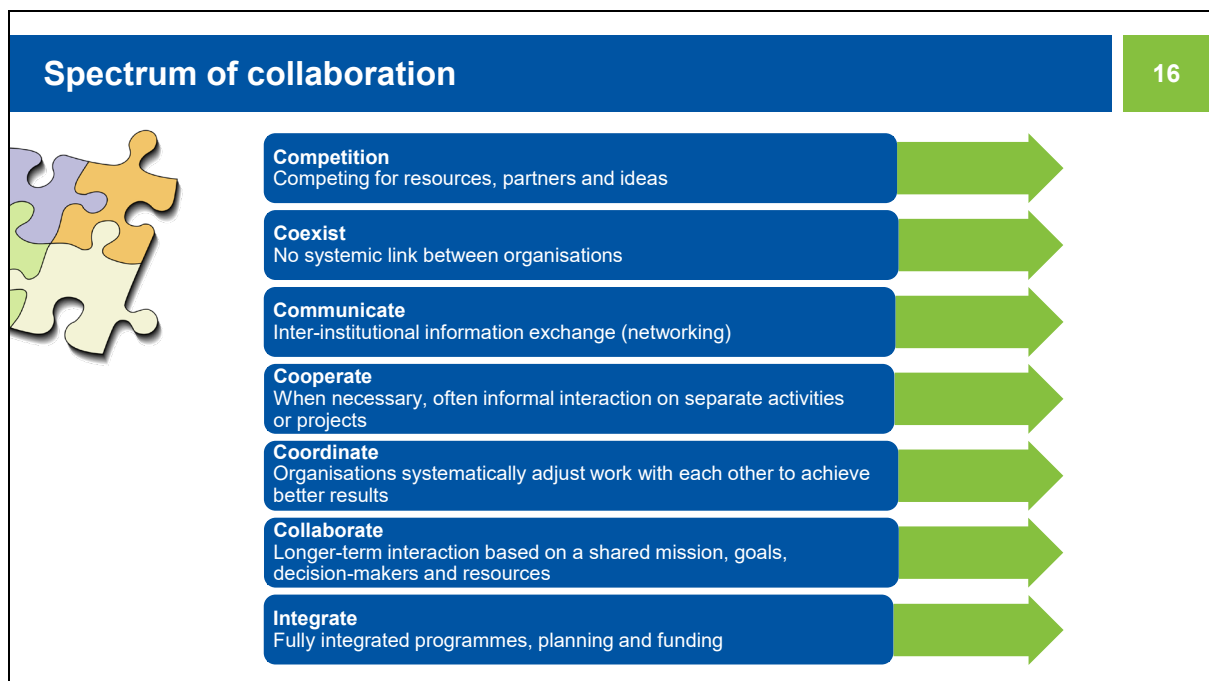 Spectrum of collaboration
16
Competition
Competing for resources, partners and ideas
Coexist
No systemic link between organisations
Communicate
Inter-institutional information exchange (networking)
Cooperate
When necessary, often informal interaction on separate activities
or projects
Coordinate
Organisations systematically adjust work with each other to achieve
better results
Collaborate
Longer-term interaction based on a shared mission, goals,
decision-makers and resources
Integrate
Fully integrated programmes, planning and funding